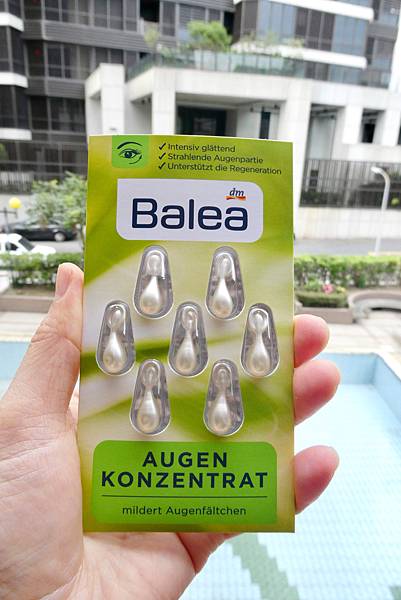 ✓ Intensiv glättend
✓ Strahlende Augenpartie
✓ Unterstützt die Regeneration
dm
Balea
AUGEN
KONZENTRAT
mildert Augenfältchen